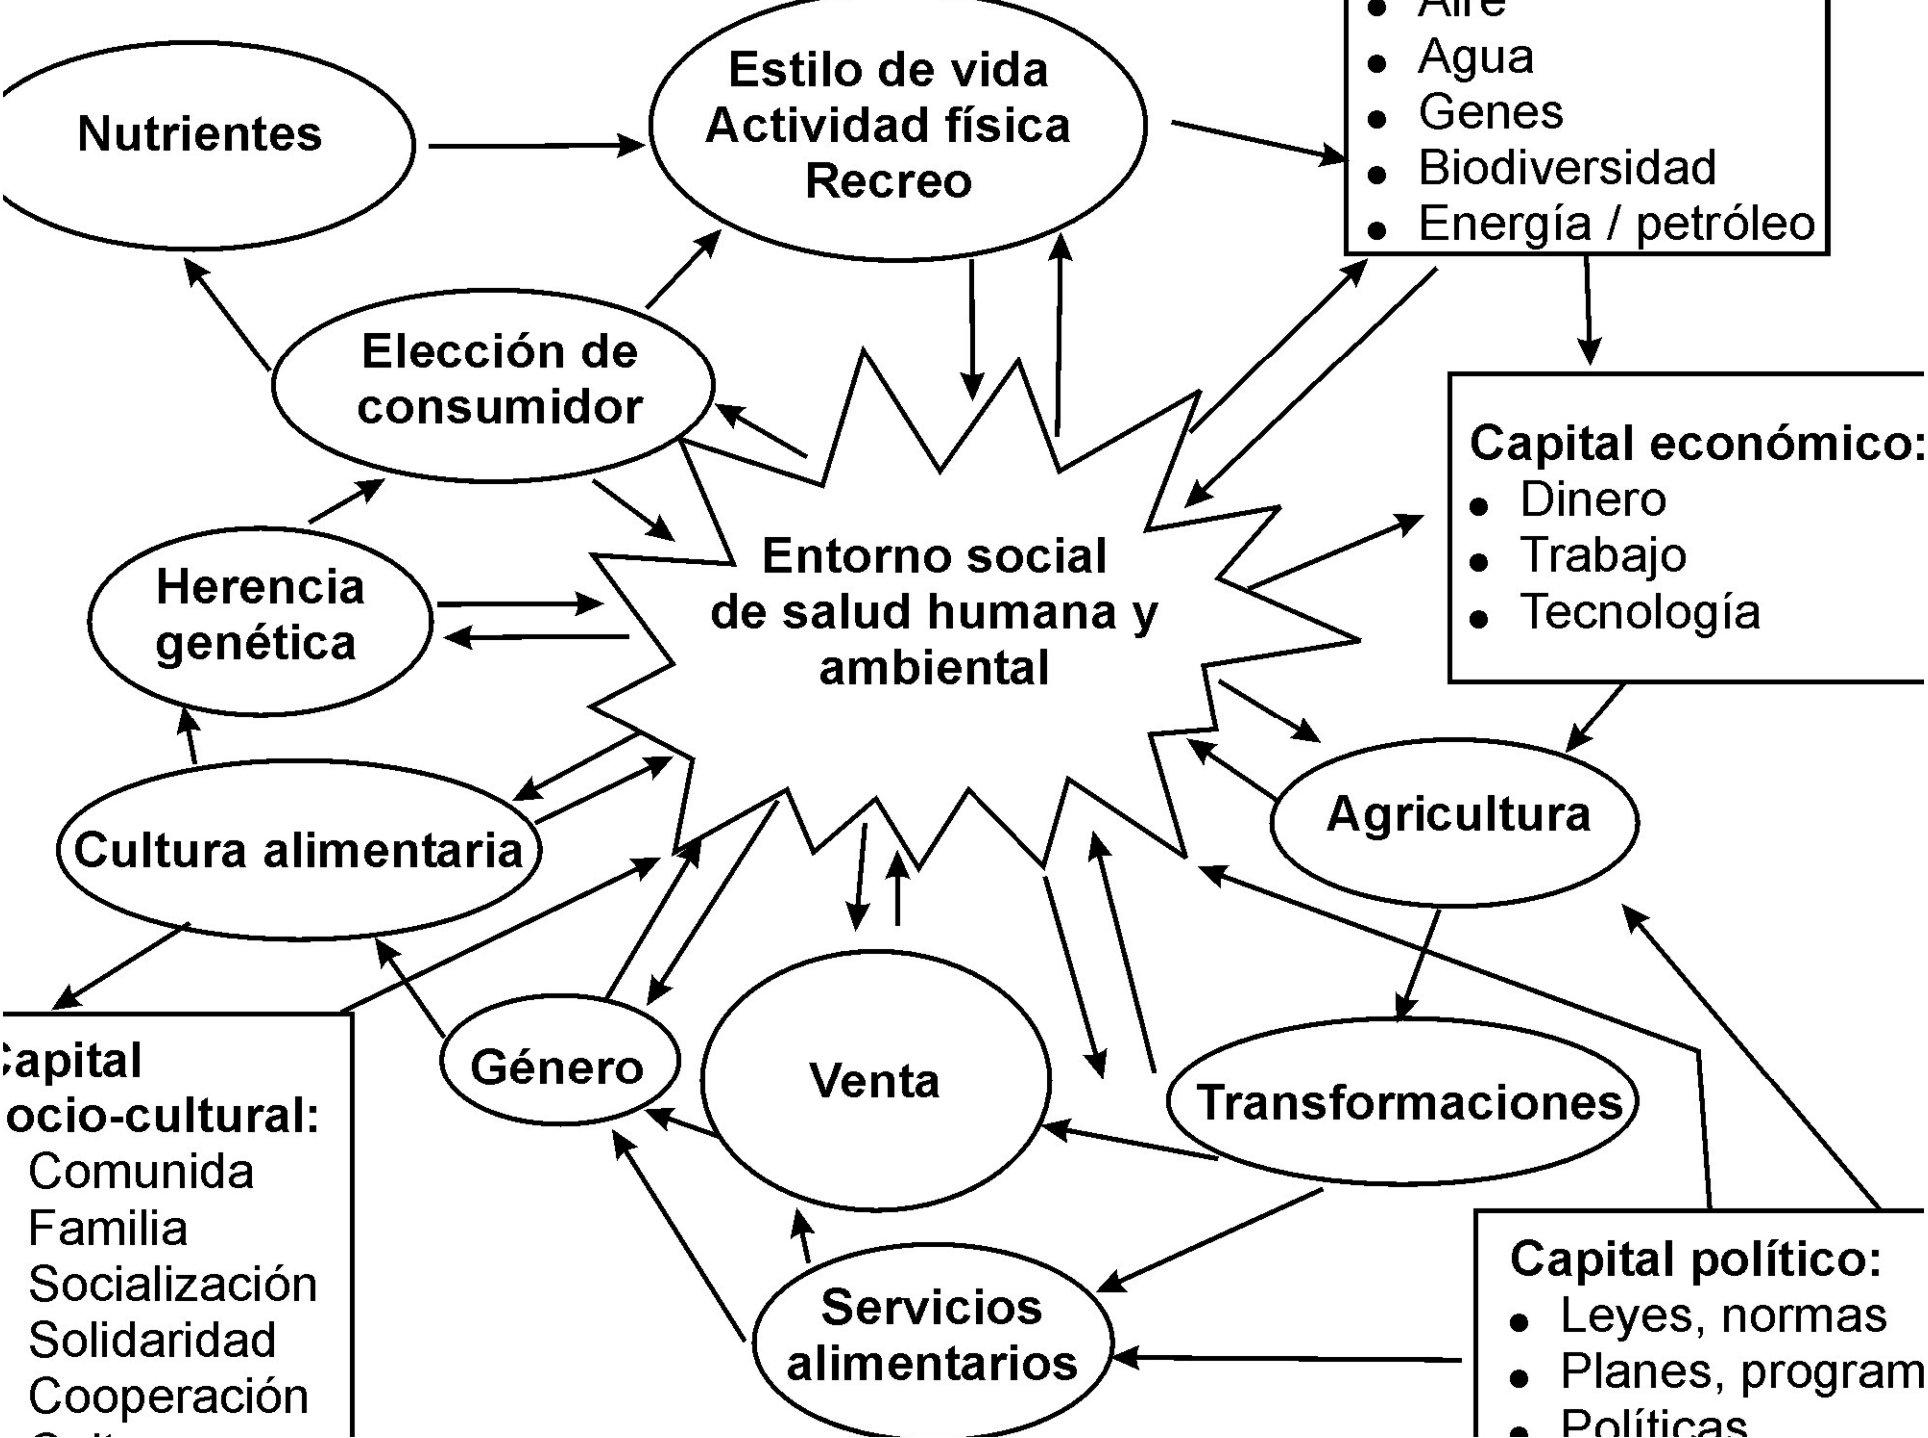 Aire
Agua
Genes
Biodiversidad
Energía / petróleo
Nutrientes
Estilo de vida
Actividad física
Recreo
Elección de
consumidor
Capital económico:
Dinero
Trabajo
Tecnología
Herencia
genética
Entorno social
de salud humana y
ambiental
Cultura alimentaria
Agricultura
Capital
ocio-cultural:
Comunida
Familia
Socialización
Solidaridad
Cooperación
Género
Venta
Transformaciones
Servicios
alimentarios
Capital político:
Leyes, normas
Planes, program
Políticas